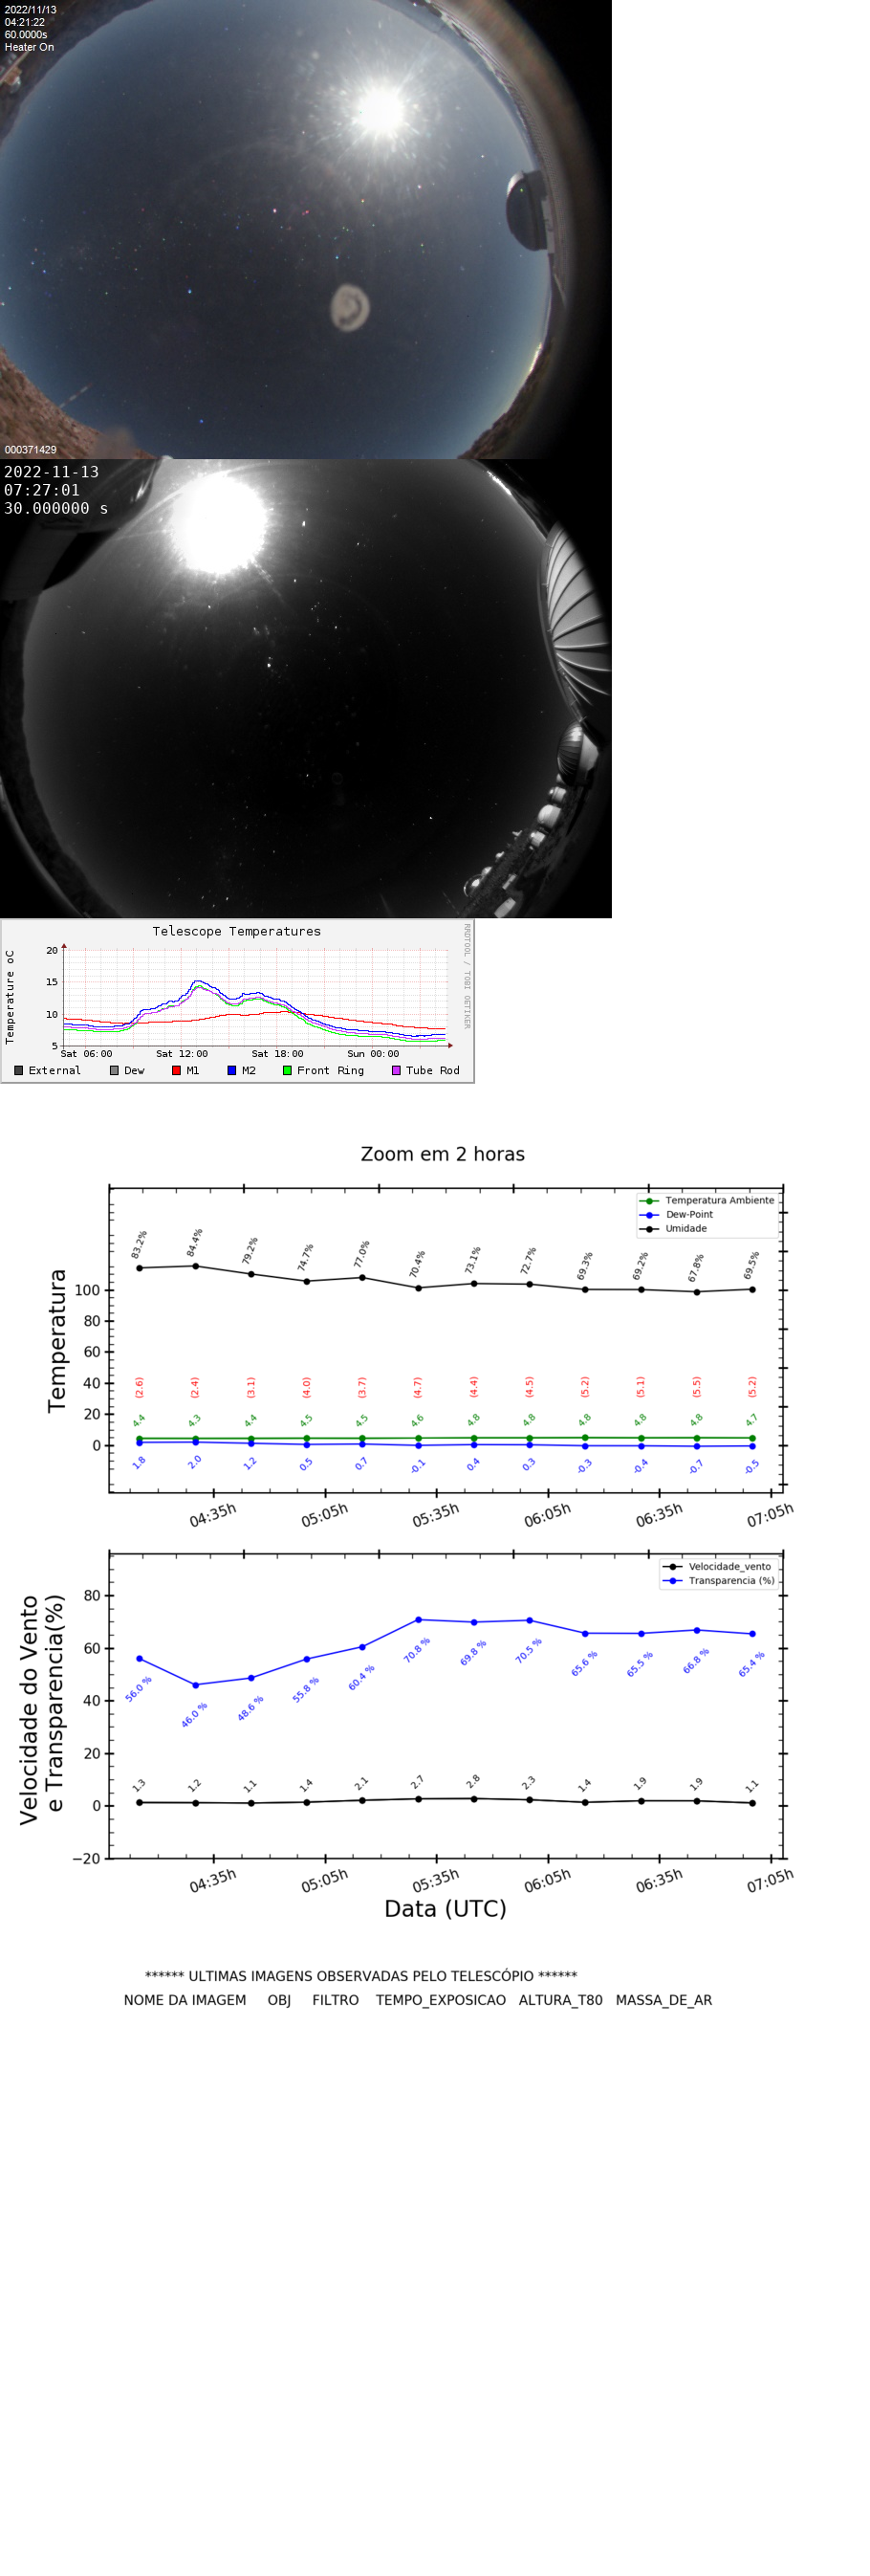 2022/11/13
04:21:22
60.0000s
Heater On
000371429
2022-11-13
07:27:01
30.000000 s
Telescope Temperatures
RRDTOOL / TOBI OETIKER
Temperature oC
20
15
10
5
Sat 06:00 Sat 12:00 Sat 18:00 Sun 00:00
External Dew M1 M2 Front Ring Tube Rod
Zoom em 2 horas
Temperatura Ambiente
Dew-Point
Umidade
83.2% 84.4% 79.2% 74.7% 77.0% 70.4% 73.1% 72.7% 69.3% 69.2% 67.8% 69.5%
Temperatura
100
80
60
40
20
0
(2.6) (2.4) (3.1) (4.0) (3.7) (4.7) (4.4) (4.5) (5.2) (5.1) (5.5) (5.2)
4.4 4.3 4.4 4.5 4.5 4.6 4.8 4.8 4.8 4.8 4.8 4.7
1.8 2.0 1.2 0.5 0.7 -0.1 0.4 0.3 -0.3 -0.4 -0.7 -0.5
04:35h 05:05h 05:35h 06:05h 06:35h 07:05h
Velocidade_vento
Transparencia (%)
Velocidade do Vento
e Transparencia(%)
80
60
40
20
0
−20
56.0 % 46.0 % 48.6 % 55.8 % 60.4 % 70.8 % 69.8 % 70.5 % 65.6 % 65.5 % 66.8 % 65.4 %
1.3 1.2 1.1 1.4 2.1 2.7 2.8 2.3 1.4 1.9 1.9 1.1
04:35h 05:05h 05:35h 06:05h 06:35h 07:05h
Data (UTC)
****** ULTIMAS IMAGENS OBSERVADAS PELO TELESCÓPIO ******
NOME DA IMAGEM OBJ FILTRO TEMPO_EXPOSICAO ALTURA_T80 MASSA_DE_AR